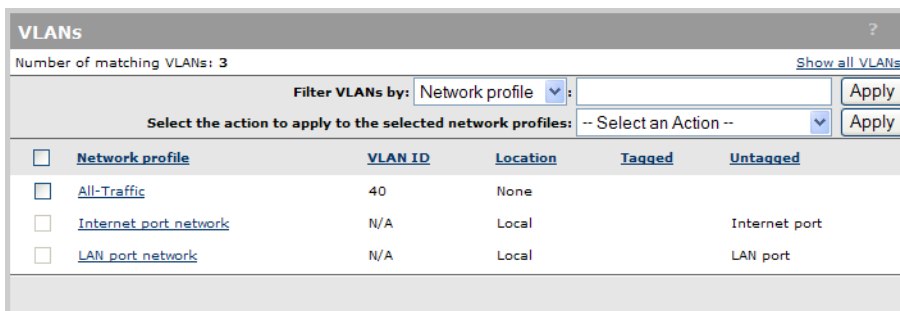 VLANs ?
Number of matching VLANs: 3 Show all VLANs
Filter VLANs by: Network profile : Apply
Select the action to apply to the selected network profiles: -- Select an Action -- Apply
Network profile VLAN ID Location Tagged Untagged
All-Traffic 40 None
Internet port network N/A Local Internet port
LAN port network N/A Local LAN port